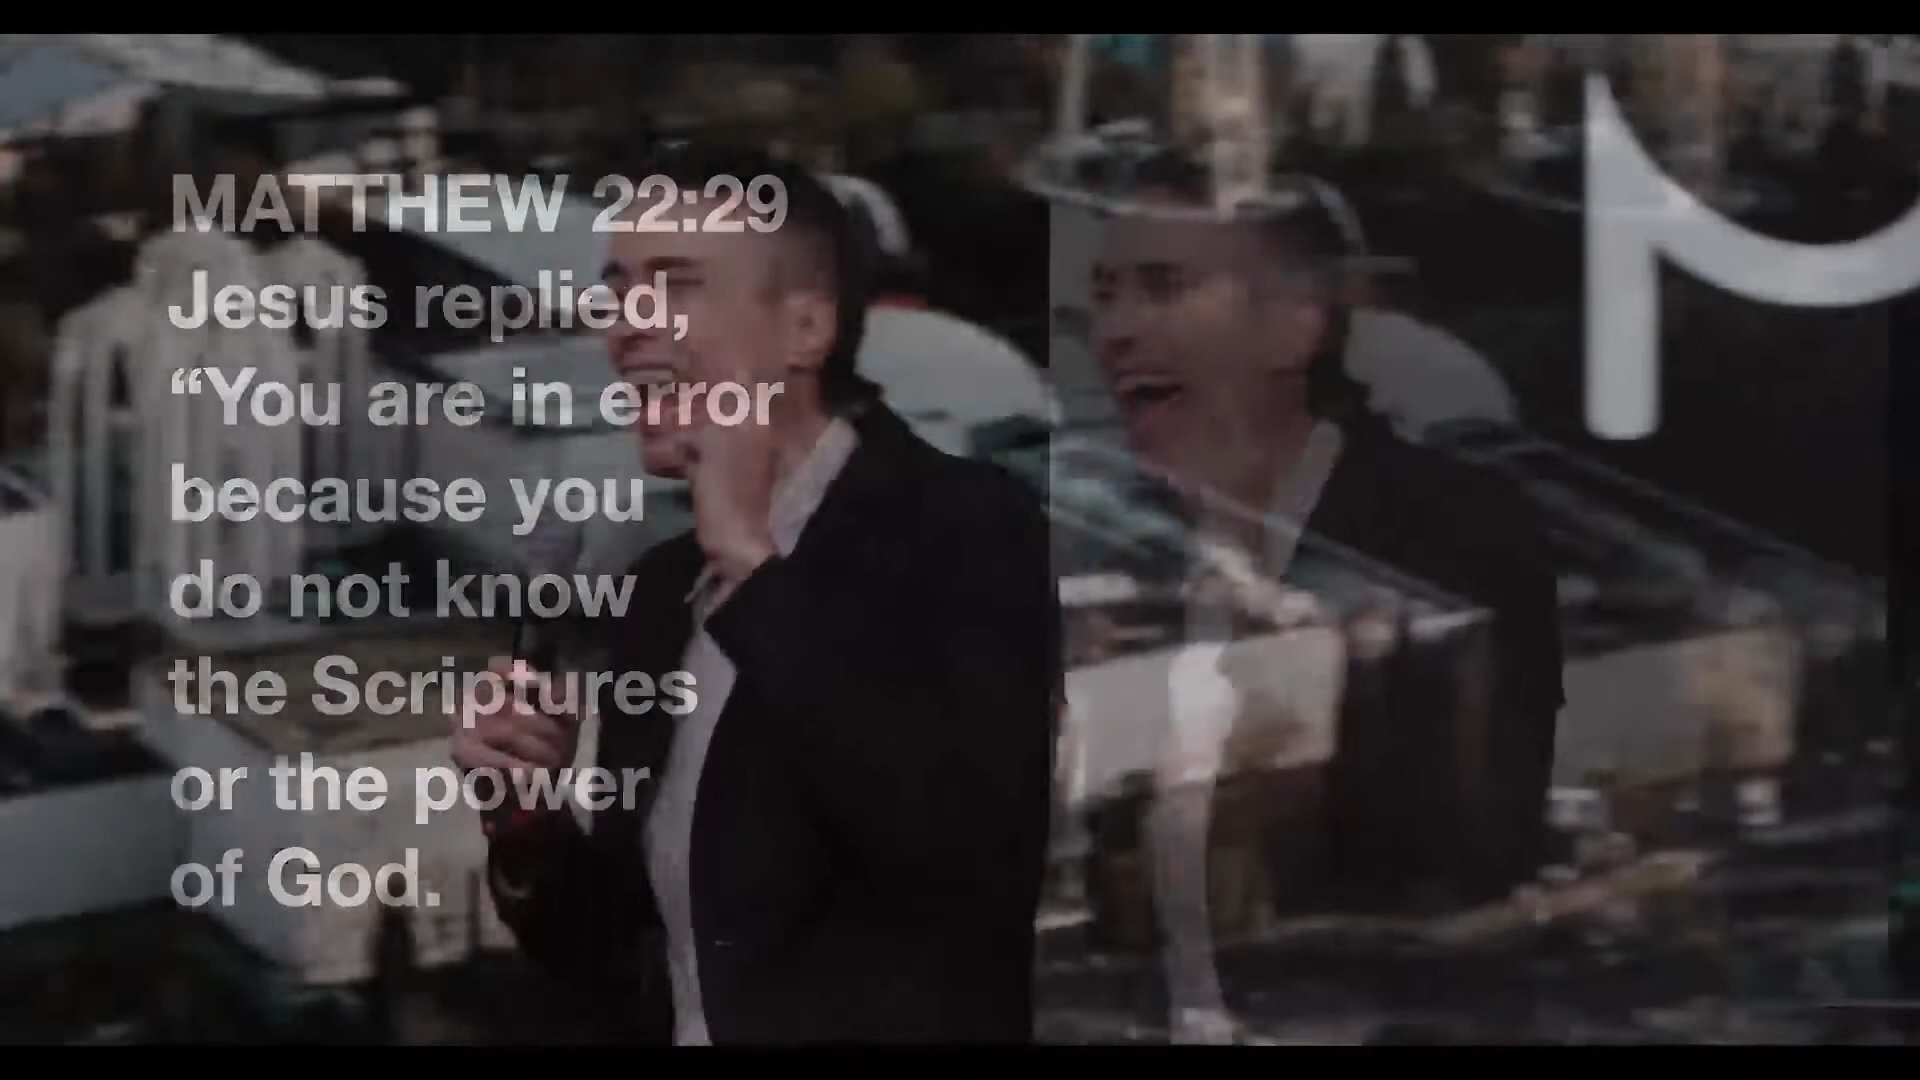 MATTHEW 22:29
Jesus replied,
“You are in error
because you
do not know
the Scriptures
or the power
of God.